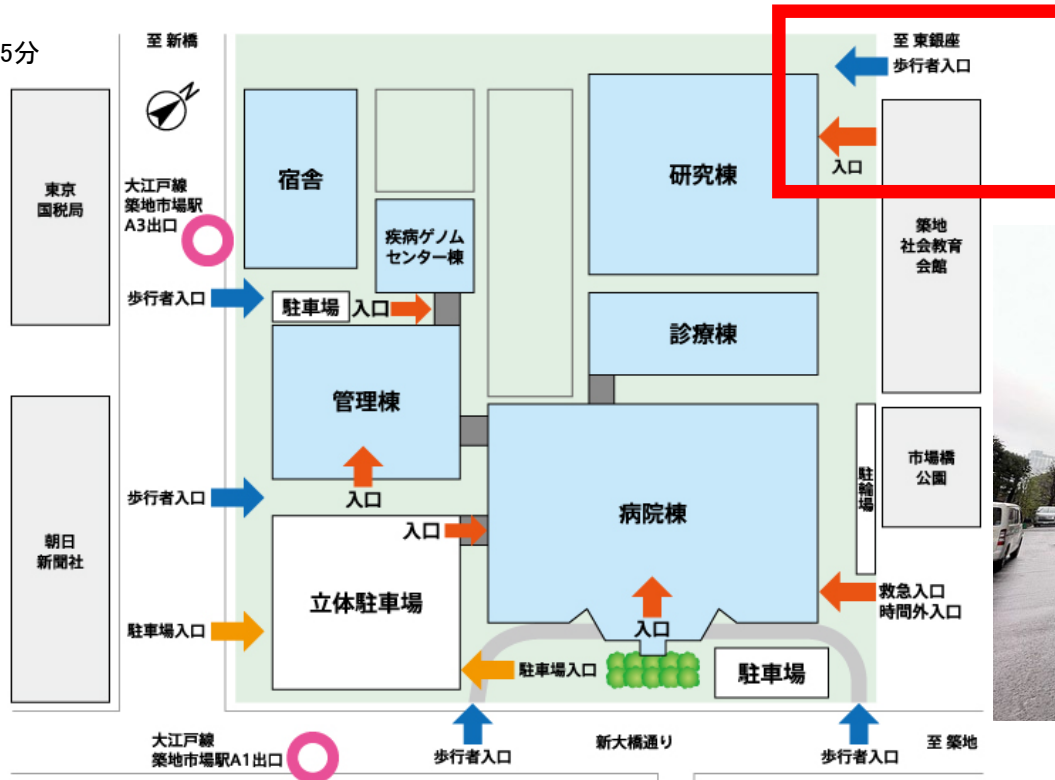 5分
至 新橋
N
至 東銀座
歩行者入口
入口
東京
国税局
大江戸線
築地市場駅
A3出口
宿舎
疾病ゲノム
センター棟
研究棟
築地
社会教育
会館
歩行者入口
駐車場
入口
診療棟
管理棟
入口
歩行者入口
朝日
新聞社
入口
病院棟
駐輪場
市場橋
公園
立体駐車場
救急入口
時間外入口
駐車場入口
入口
駐車場入口
駐車場
大江戸線
築地市場駅A1出口
歩行者入口
新大橋通り
歩行者入口
至 築地